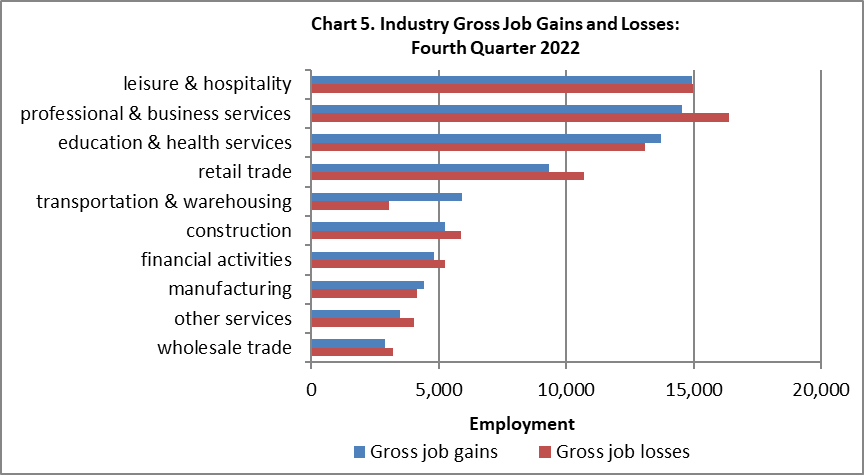 Chart 5. Industry Gross Job Gains and Losses:
Fourth Quarter 2022
leisure & hospitality
professional & business services
education & health services
retail trade
transportation & warehousing
construction
financial activities
manufacturing
other services
wholesale trade
0 5,000 10,000 15,000 20,000
Employment
Gross job gains Gross job losses